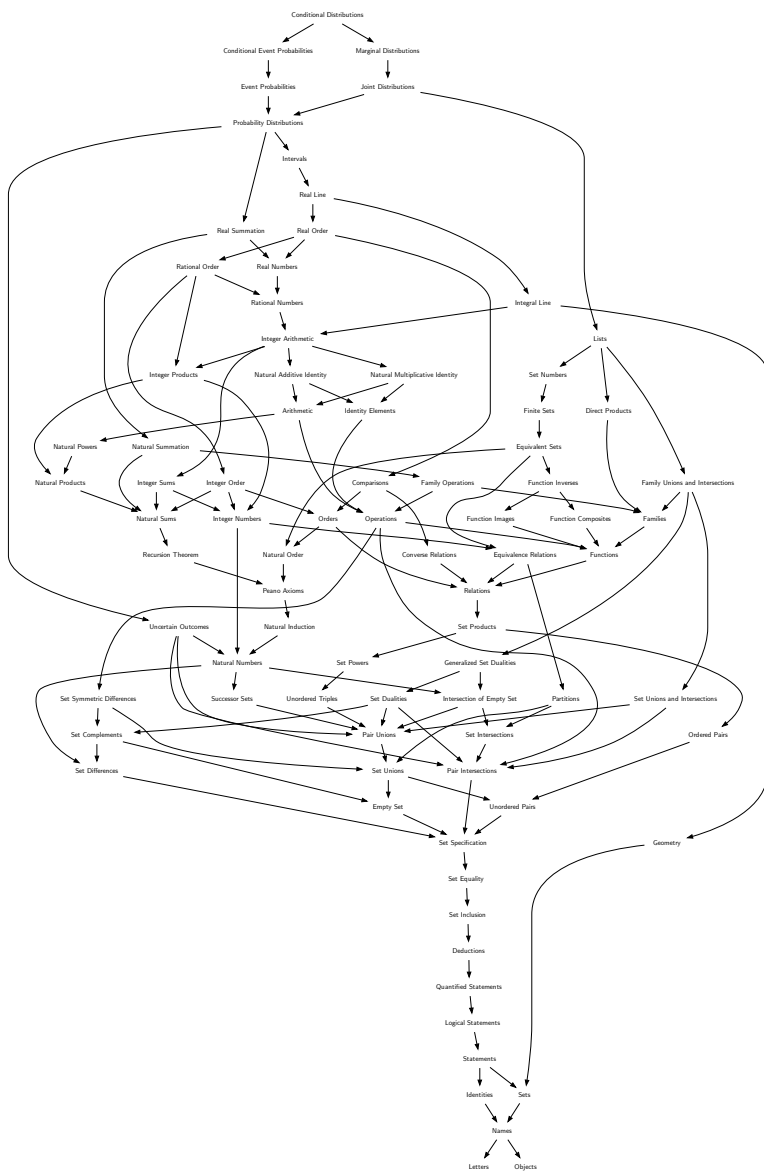 Conditional Distributions
Conditional Event Probabilities
Marginal Distributions
Event Probabilities
Joint Distributions
Probability Distributions
Intervals
Real Line
Real Summation
Real Order
Rational Order
Real Numbers
Rational Numbers
Integral Line
Integer Arithmetic
Lists
Integer Products
Natural Additive Identity
Natural Multiplicative Identity
Set Numbers
Arithmetic
Identity Elements
Finite Sets
Direct Products
Natural Powers
Natural Summation
Equivalent Sets
Natural Products
Integer Sums
Integer Order
Comparisons
Family Operations
Function Inverses
Family Unions and Intersections
Natural Sums
Integer Numbers
Orders
Operations
Function Images
Function Composites
Families
Recursion Theorem
Natural Order
Converse Relations
Equivalence Relations
Functions
Peano Axioms
Relations
Uncertain Outcomes
Natural Induction
Set Products
Natural Numbers
Set Powers
Generalized Set Dualities
Set Symmetric Differences
Successor Sets
Unordered Triples
Set Dualities
Intersection of Empty Set
Partitions
Set Unions and Intersections
Set Complements
Pair Unions
Set Intersections
Ordered Pairs
Set Differences
Set Unions
Pair Intersections
Empty Set
Unordered Pairs
Set Specification
Geometry
Set Equality
Set Inclusion
Deductions
Quantified Statements
Logical Statements
Statements
Identities
Sets
Names
Letters
Objects